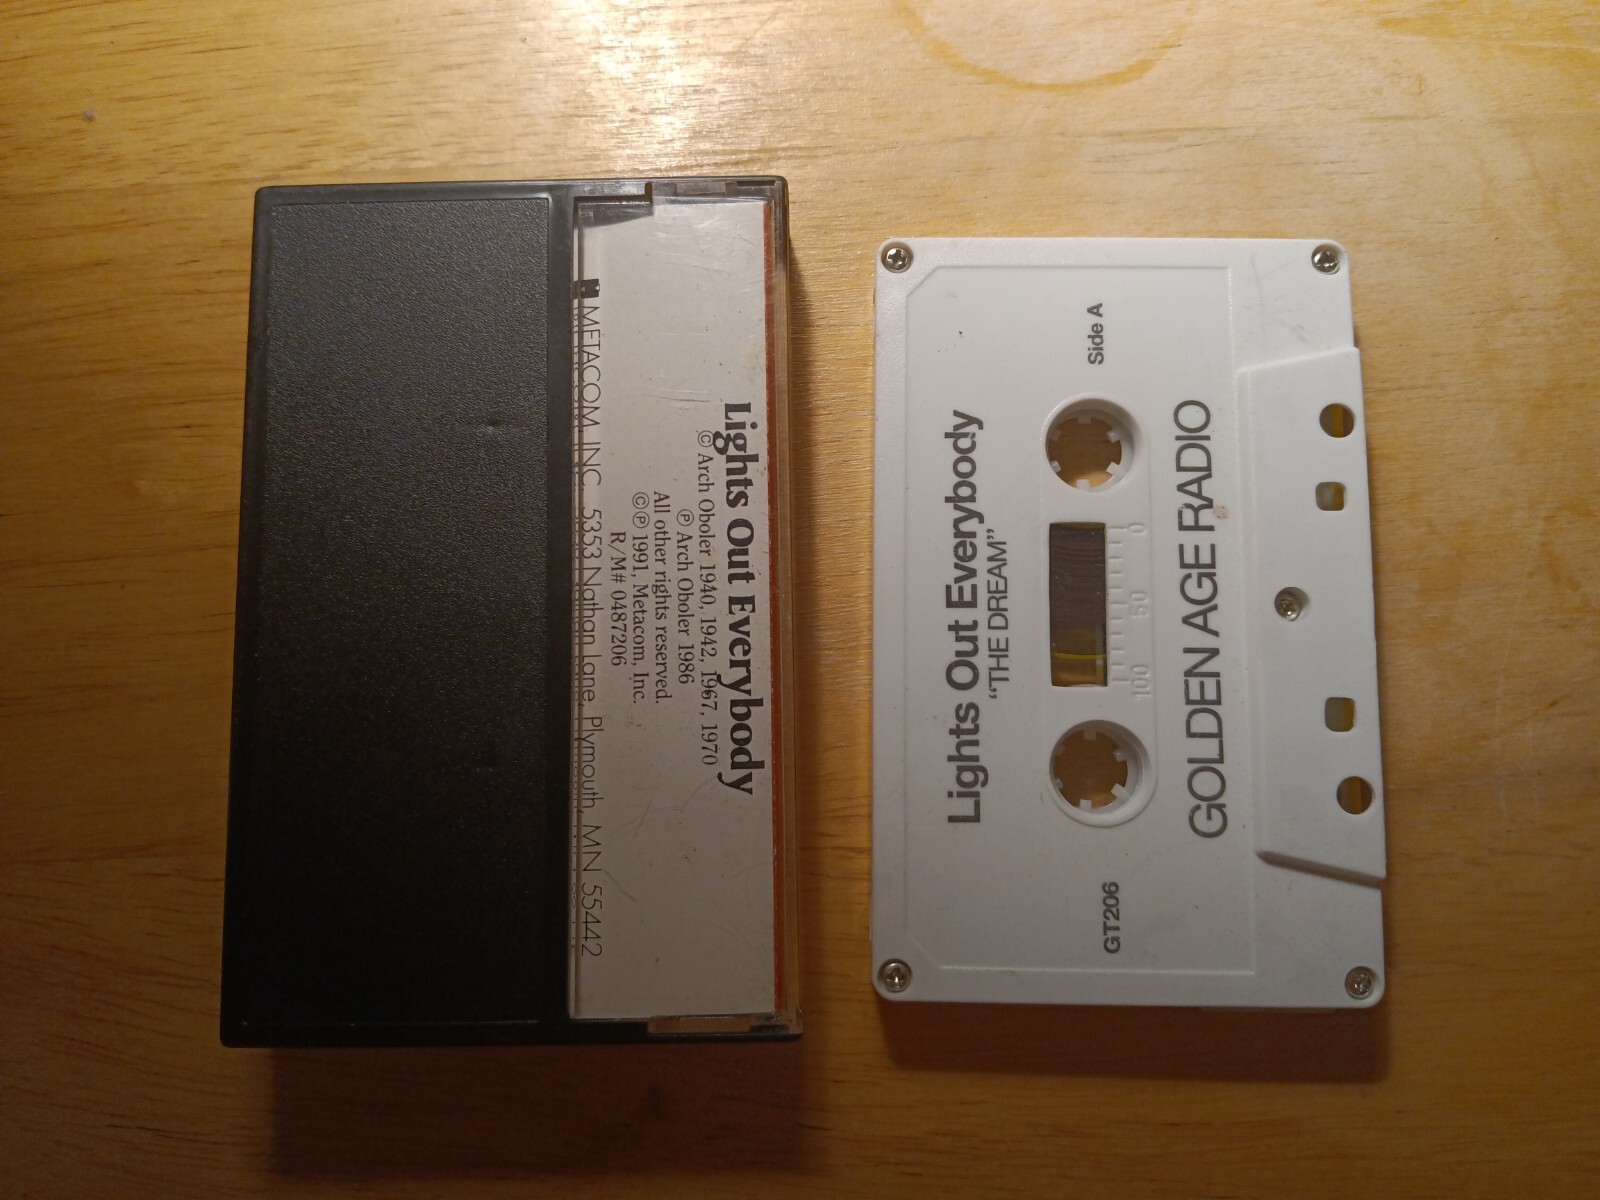 Lights Out Everybody
© Arch Oboler 1940, 1942, 1967, 1970
℗ Arch Oboler 1986
All other rights reserved.
©℗ 1991, Metacom, Inc.
R/M# 0487206
METACOM, INC. 5353 Nathan Lane, Plymouth, MN 55442
Lights Out Everybody
"THE DREAM"
Side A
GT206
0 50 100
GOLDEN AGE RADIO